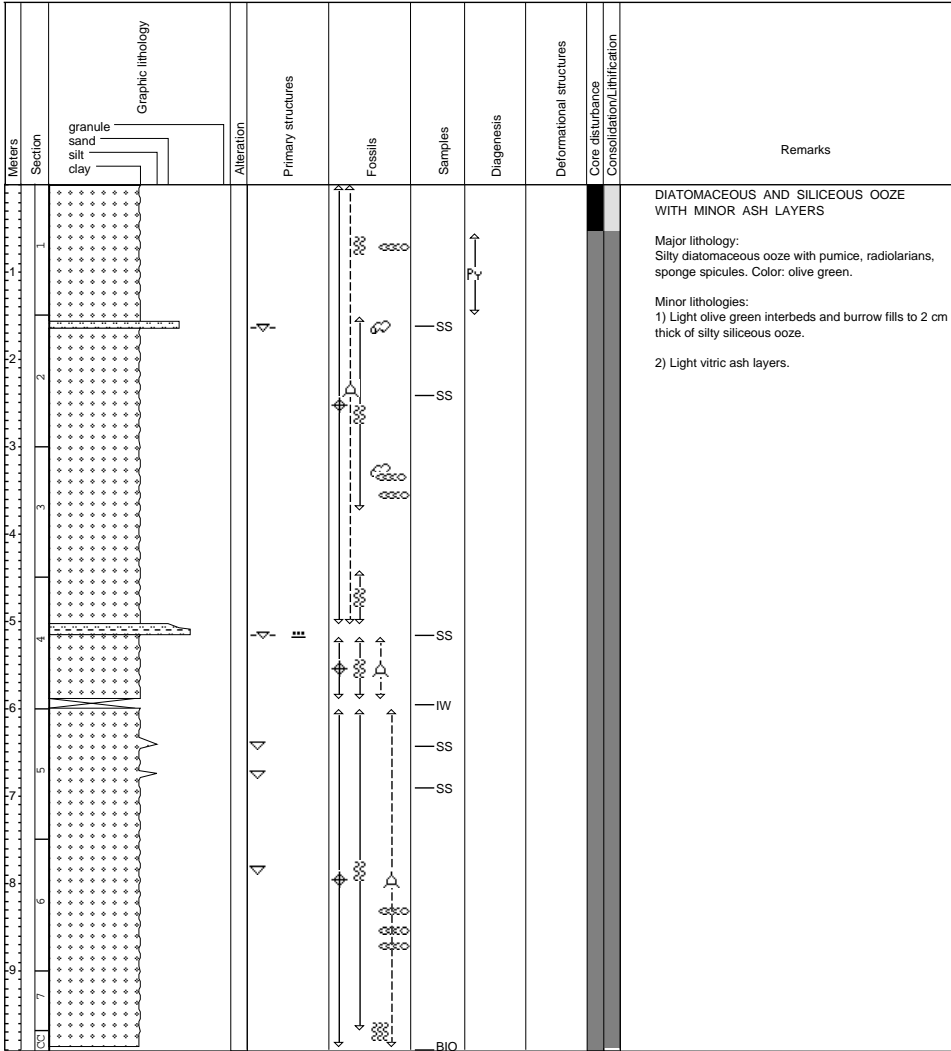 Meters
Section
Graphic lithology
granule
sand
silt
clay
Alteration
Primary structures
Fossils
Samples
Diagenesis
Deformational structures
Core disturbance
Consolidation/Lithification
Remarks
DIATOMACEOUS AND SILICEOUS OOZE
WITH MINOR ASH LAYERS
Major lithology:
Silty diatomaceous ooze with pumice, radiolarians,
sponge spicules. Color: olive green.
Minor lithologies:
1) Light olive green interbeds and burrow fills to 2 cm
thick of silty siliceous ooze.
2) Light vitric ash layers.
1
1
Py
SS
2
2
SS
3
3
4
5
4
SS
6
IW
SS
5
7
SS
8
6
9
7
CC
BIO